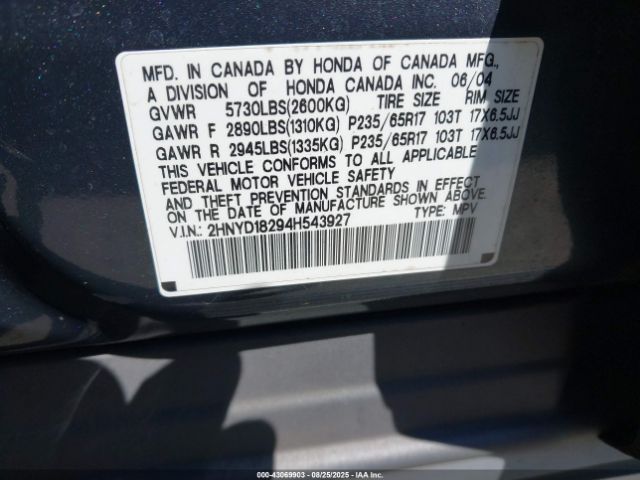 MFD. IN CANADA BY HONDA OF CANADA MFG.,
A DIVISION OF HONDA CANADA INC. 06/04
GVWR 5730LBS(2600KG) TIRE SIZE RIM SIZE
GAWR F 2890LBS(1310KG) P235/65R17 103T 17X6.5JJ
GAWR R 2945LBS(1335KG) P235/65R17 103T 17X6.5JJ
THIS VEHICLE CONFORMS TO ALL APPLICABLE
FEDERAL MOTOR VEHICLE SAFETY
AND THEFT PREVENTION STANDARDS IN EFFECT
ON THE DATE OF MANUFACTURE SHOWN ABOVE.
V.I.N.: 2HNYD18294H543927 TYPE: MPV
000-43069903 - 08/25/2025 - IAAI.COM